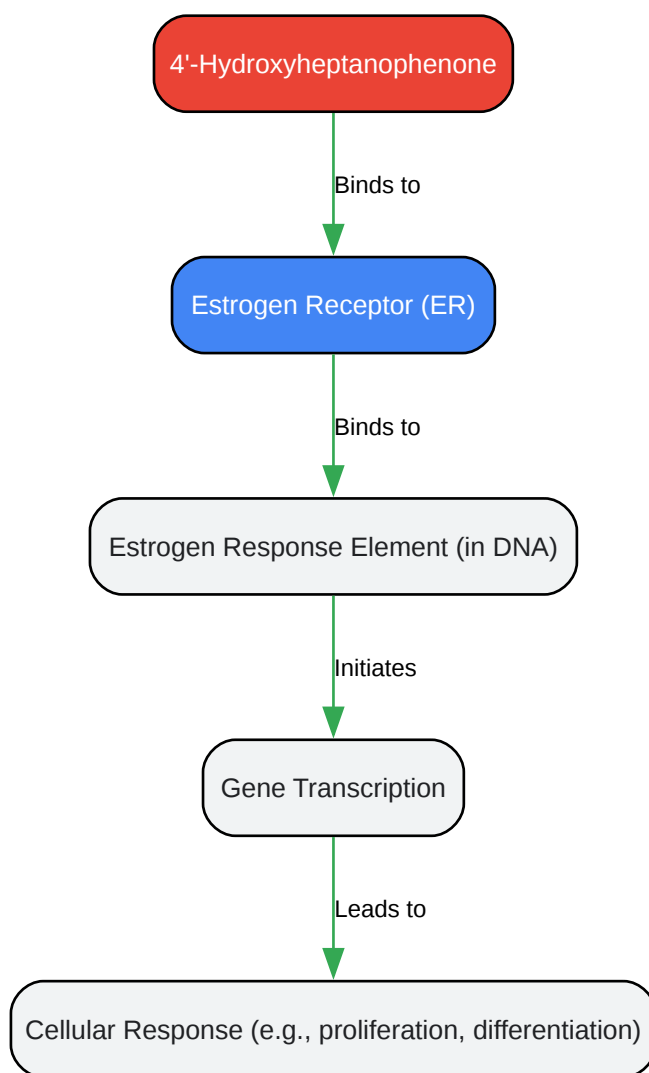 4'-Hydroxyheptanophenone
Binds to
Estrogen Receptor (ER)
Binds to
Estrogen Response Element (in DNA)
Initiates
Gene Transcription
Leads to
Cellular Response (e.g., proliferation, differentiation)